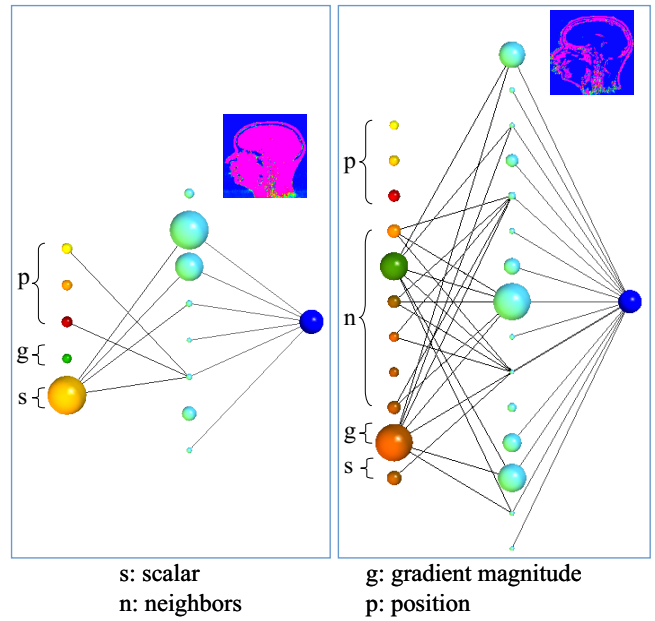 p
g
s
p
n
g
s
s: scalar
g: gradient magnitude
n: neighbors
p: position